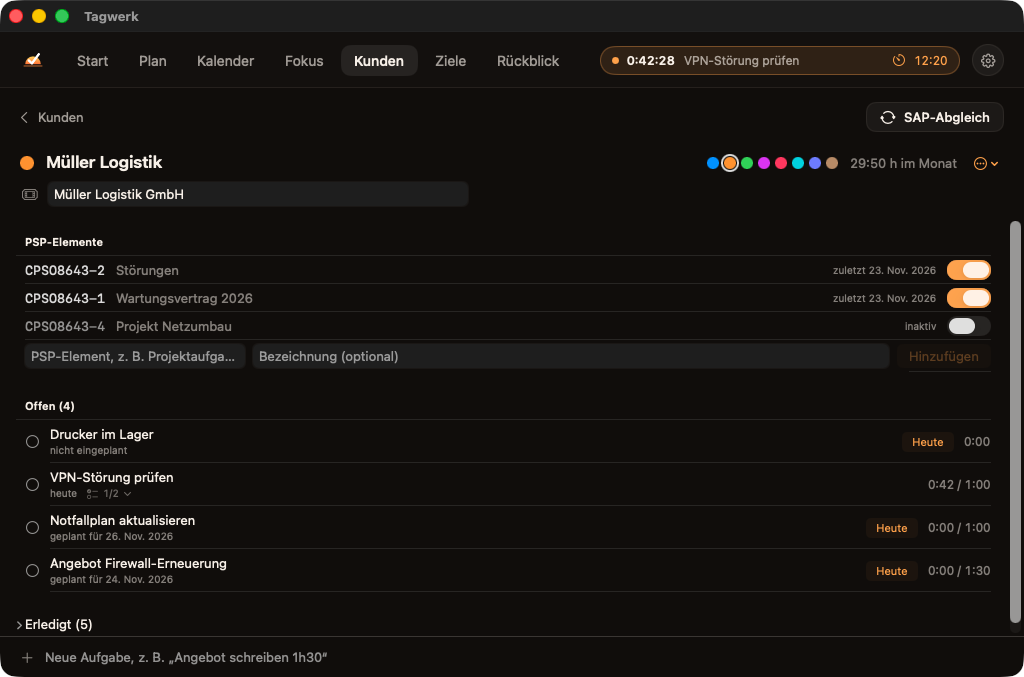 Tagwerk
Start Plan Kalender Fokus Kunden Ziele Rückblick 0:42:28 VPN-Störung prüfen 12:20
Kunden SAP-Abgleich
Müller Logistik 29:50 h im Monat
Müller Logistik GmbH
PSP-Elemente
CPS08643–2 Störungen zuletzt 23. Nov. 2026
CPS08643–1 Wartungsvertrag 2026 zuletzt 23. Nov. 2026
CPS08643–4 Projekt Netzumbau inaktiv
PSP-Element, z. B. Projektaufga... Bezeichnung (optional) Hinzufügen
Offen (4)
Drucker im Lager Heute 0:00
nicht eingeplant
VPN-Störung prüfen 0:42 / 1:00
heute 1/2
Notfallplan aktualisieren Heute 0:00 / 1:00
geplant für 26. Nov. 2026
Angebot Firewall-Erneuerung Heute 0:00 / 1:30
geplant für 24. Nov. 2026
Erledigt (5)
Neue Aufgabe, z. B. „Angebot schreiben 1h30“